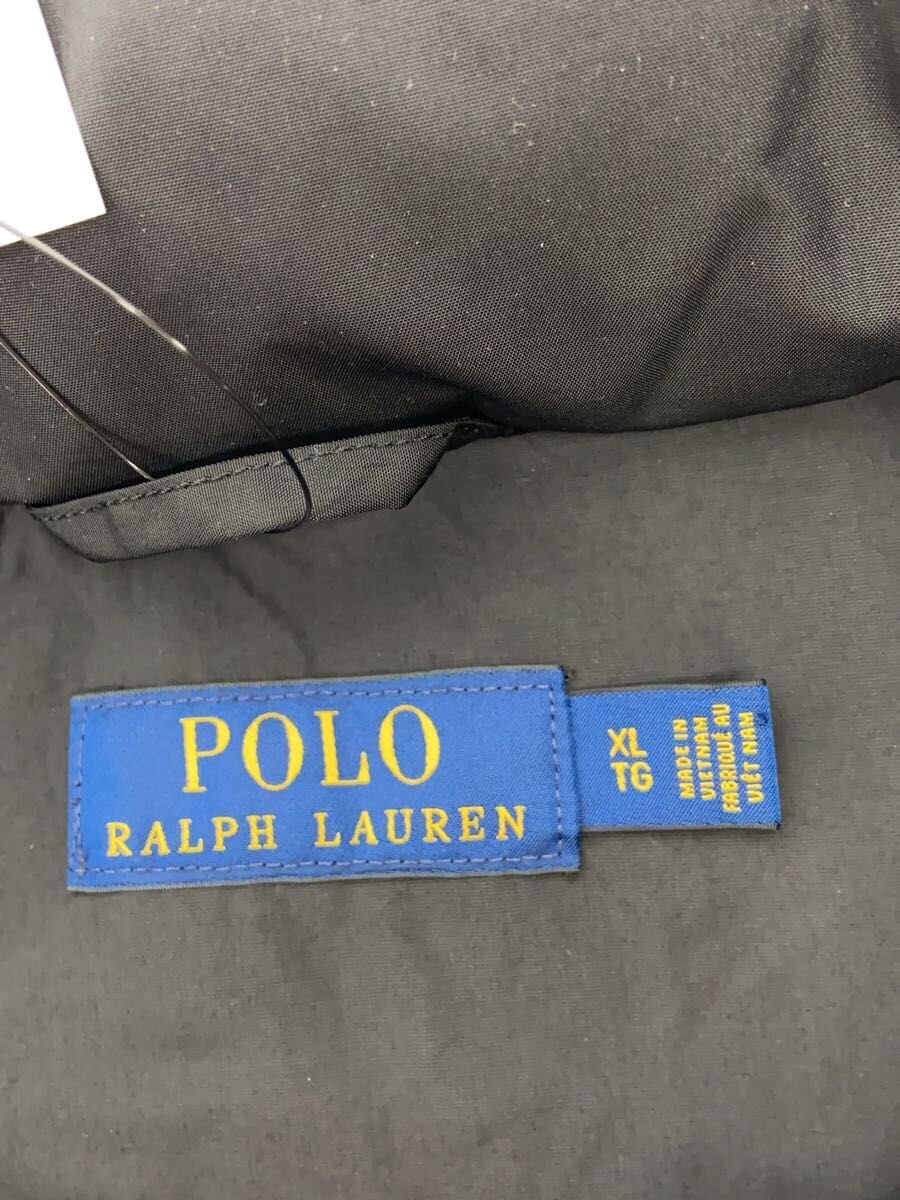 POLO
RALPH LAUREN
XL
TG
MADE IN
VIETNAM
FABRIQUÉ AU
VIÊT NAM